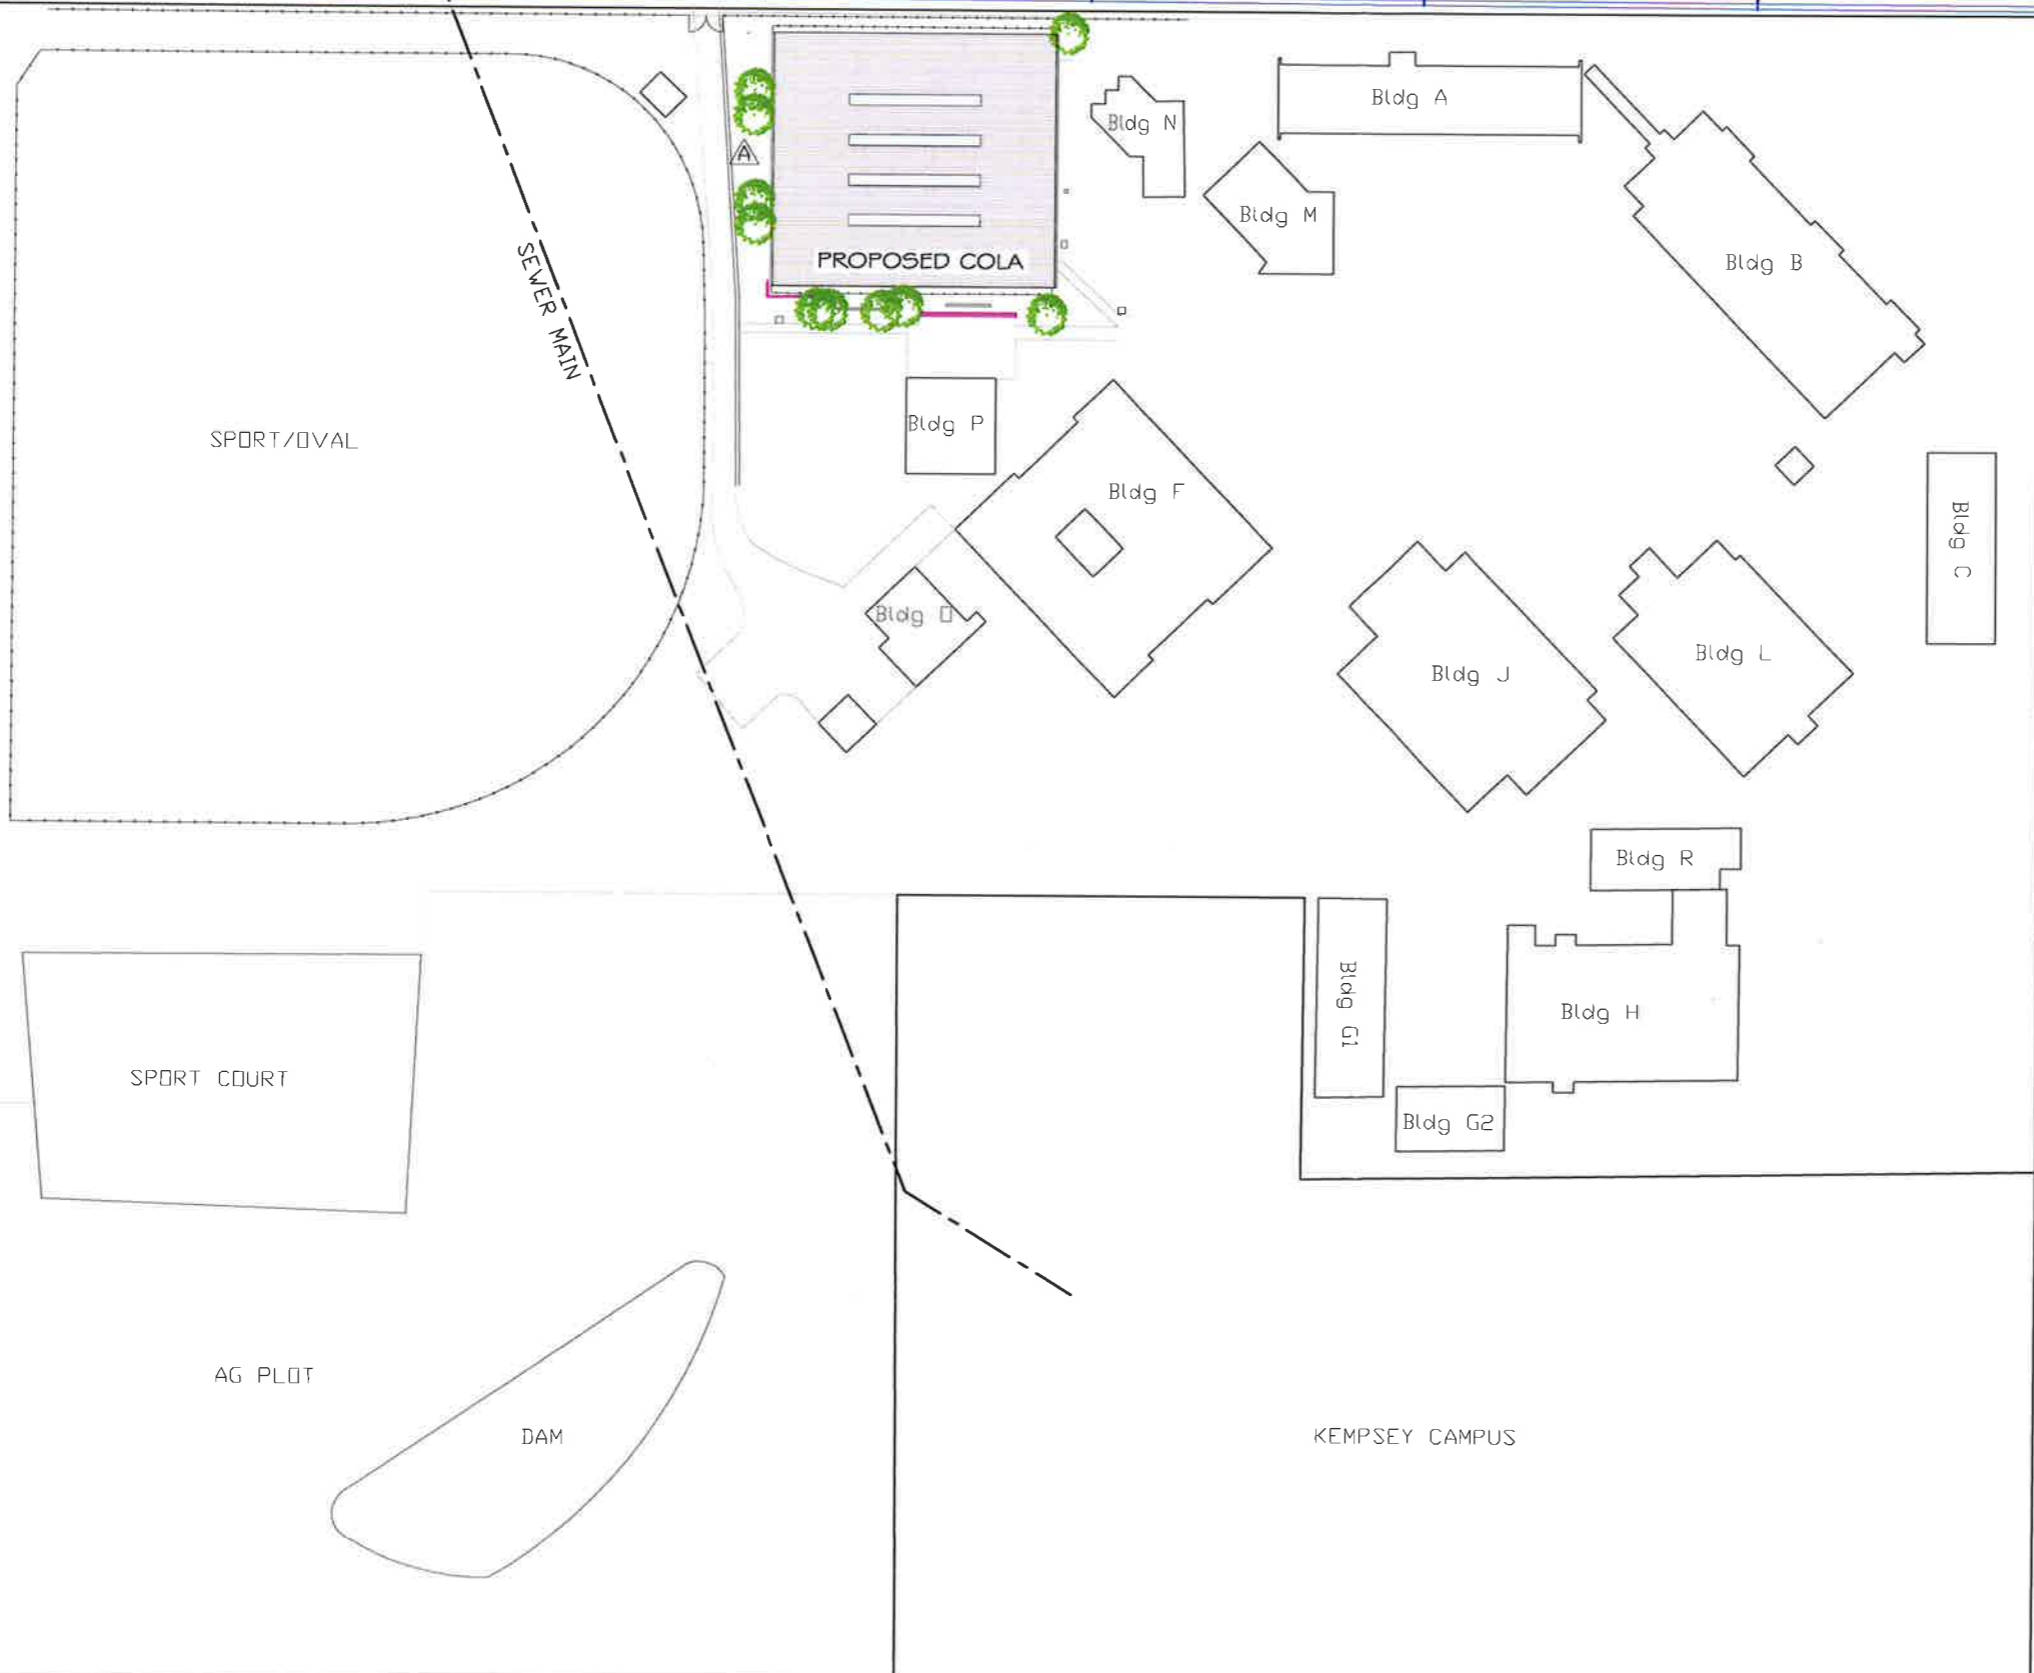 Bldg A
Bldg N
A
Bldg M
PROPOSED COLA
Bldg B
SEWER MAIN
SPORT/OVAL
Bldg P
Bldg F
Bldg C
Bldg O
Bldg L
Bldg J
Bldg R
Bldg G1
Bldg H
SPORT COURT
Bldg G2
AG PLOT
DAM
KEMPSEY CAMPUS